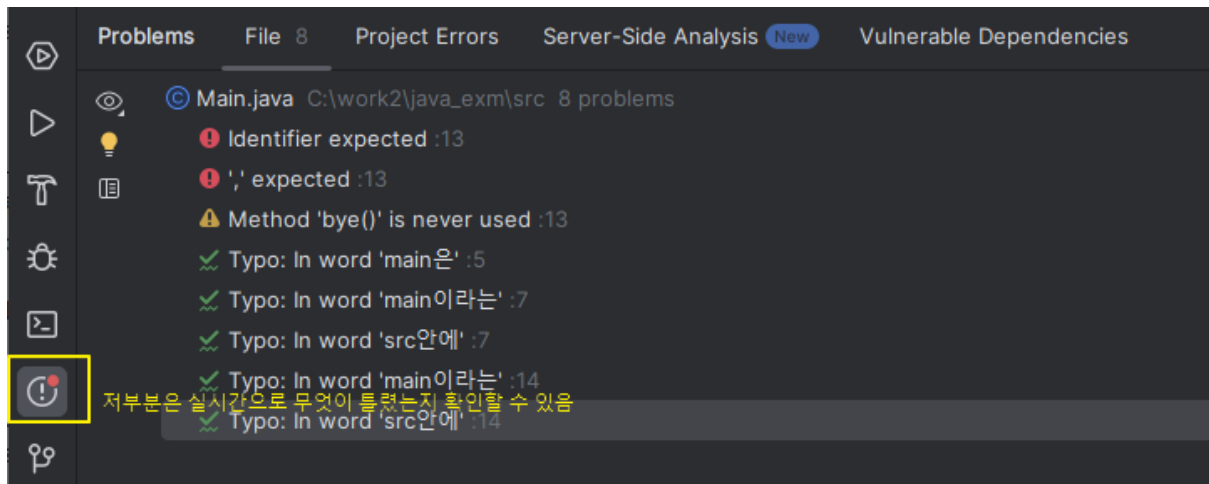 Problems File 8 Project Errors Server-Side Analysis New Vulnerable Dependencies
Main.java C:\work2\java_exm\src 8 problems
Identifier expected :13
',' expected :13
Method 'bye()' is never used :13
Typo: In word 'main은' :5
Typo: In word 'main이라는' :7
Typo: In word 'src안에' :7
Typo: In word 'main이라는' :14
저부분은 실시간으로 무엇이 틀렸는지 확인할 수 있음
Typo: In word 'src안에' :14